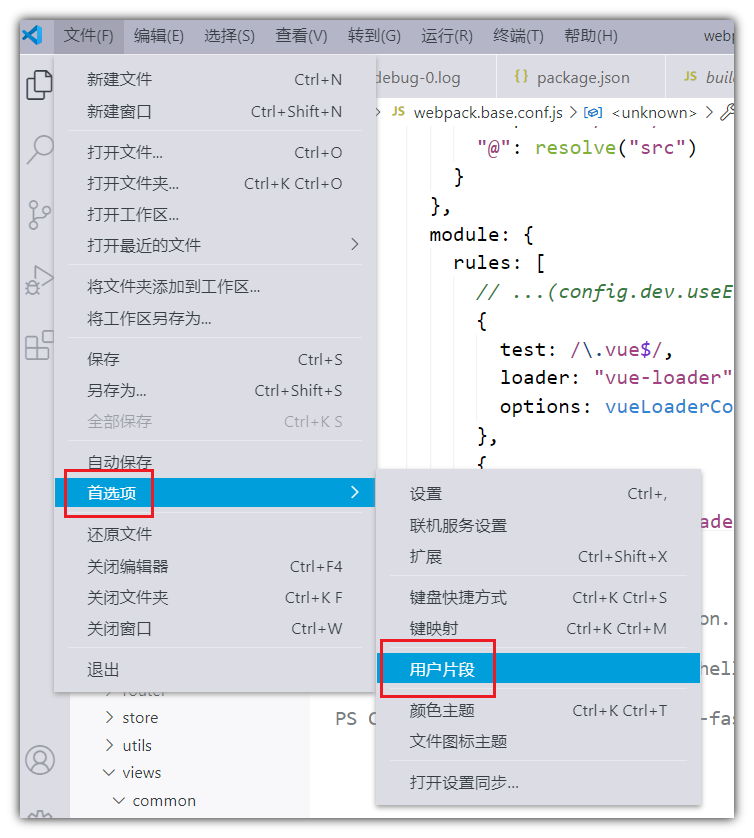 文件(F) 编辑(E) 选择(S) 查看(V) 转到(G) 运行(R) 终端(T) 帮助(H)
debug-0.log {} package.json JS
JS webpack.base.conf.js > <unknown> >
"@": resolve("src")
}
},
module: {
rules: [
// ...(config.dev.useE
{
test: /\.vue$/,
loader: "vue-loader"
options: vueLoaderCo
},
{
新建文件 Ctrl+N
新建窗口 Ctrl+Shift+N
打开文件... Ctrl+O
打开文件夹... Ctrl+K Ctrl+O
打开工作区...
打开最近的文件
将文件夹添加到工作区...
将工作区另存为...
保存 Ctrl+S
另存为... Ctrl+Shift+S
全部保存 Ctrl+K S
自动保存
首选项
还原文件
关闭编辑器 Ctrl+F4
关闭文件夹 Ctrl+K F
关闭窗口 Ctrl+W
退出
设置 Ctrl+,
联机服务设置
扩展 Ctrl+Shift+X
键盘快捷方式 Ctrl+K Ctrl+S
键映射 Ctrl+K Ctrl+M
用户片段
颜色主题 Ctrl+K Ctrl+T
文件图标主题
打开设置同步...
router
store
utils
views
common
PS